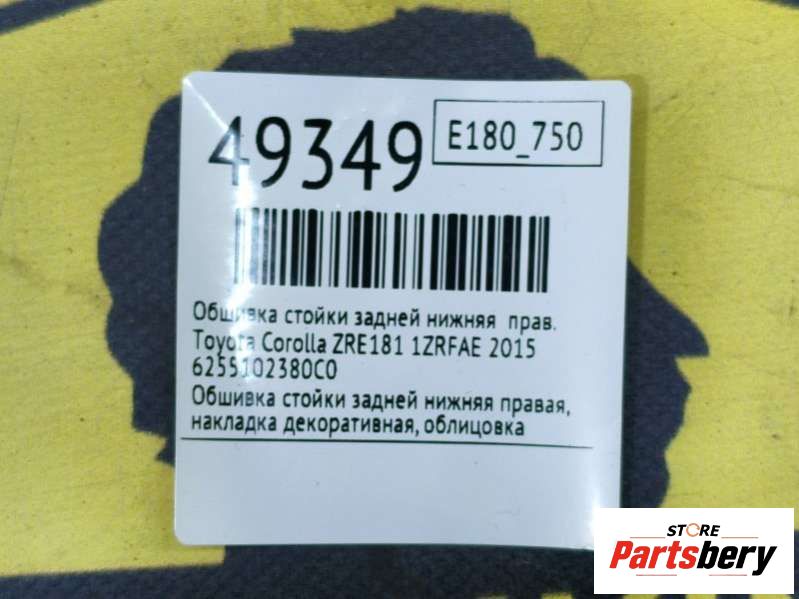 49349
E180_750
Обшивка стойки задней нижняя прав.
Toyota Corolla ZRE181 1ZRFAE 2015
6255102380C0
Обшивка стойки задней нижняя правая,
накладка декоративная, облицовка
STORE
Partsbery